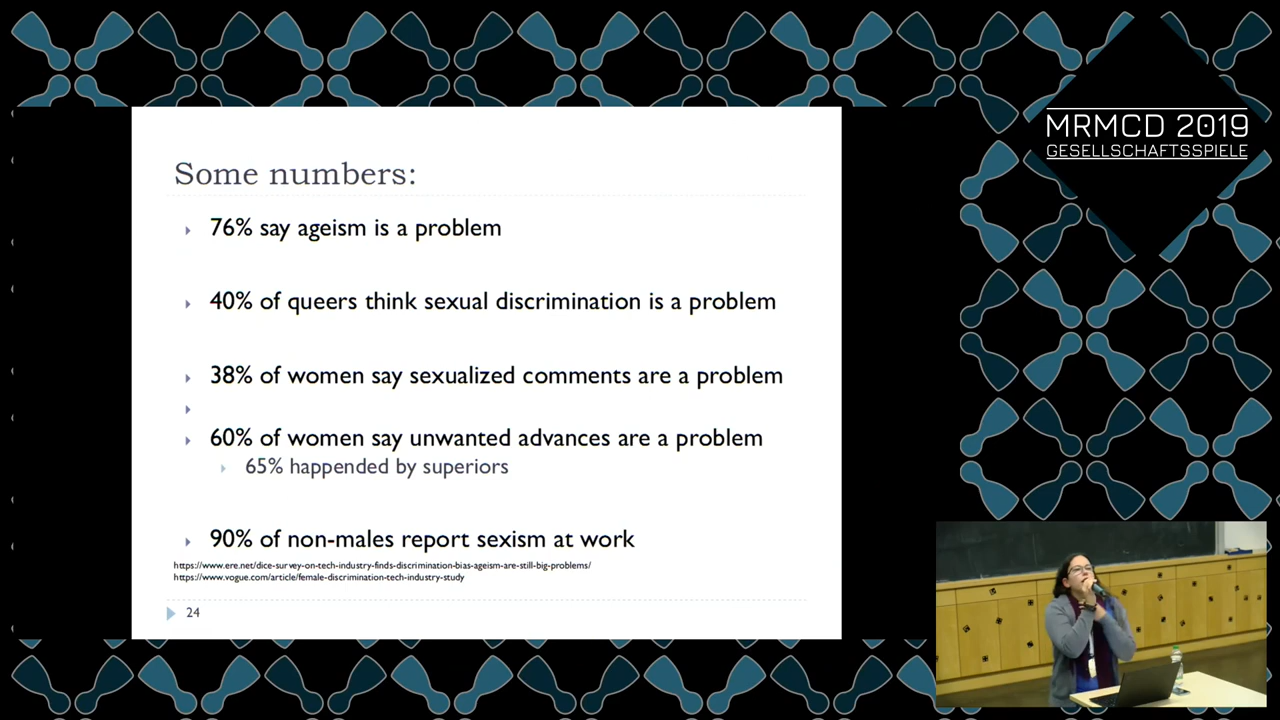 MRMCD 2019
GESELLSCHAFTSSPIELE
Some numbers:
76% say ageism is a problem
40% of queers think sexual discrimination is a problem
38% of women say sexualized comments are a problem
60% of women say unwanted advances are a problem
65% happended by superiors
90% of non-males report sexism at work
https://www.ere.net/dice-survey-on-tech-industry-finds-discrimination-bias-ageism-are-still-big-problems/
https://www.vogue.com/article/female-discrimination-tech-industry-study
24